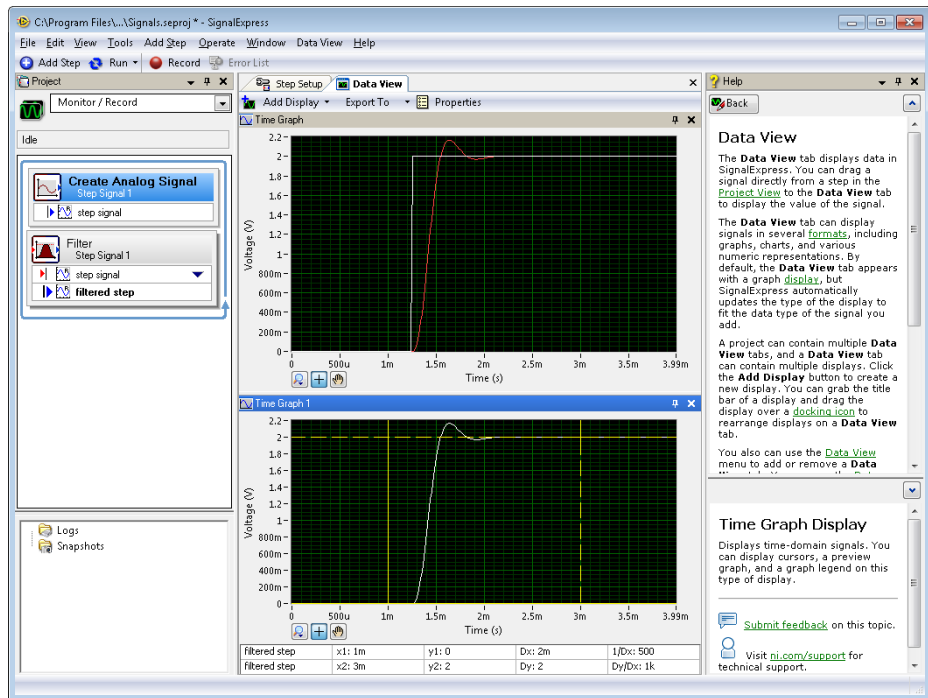 C:\Program Files\...\Signals.seproj * - SignalExpress
File Edit View Tools Add Step Operate Window Data View Help
Add Step Run Record Error List
Project
Monitor / Record
Idle
Create Analog Signal
Step Signal 1
step signal
Filter
Step Signal 1
step signal
filtered step
Logs
Snapshots
Step Setup Data View
Add Display Export To Properties
Time Graph
Voltage (V)
2.2
2
1.8
1.6
1.4
1.2
1
800m
600m
400m
200m
0
0 500u 1m 1.5m 2m 2.5m 3m 3.5m 3.99m
Time (s)
Time Graph 1
Voltage (V)
2.2
2
1.8
1.6
1.4
1.2
1
800m
600m
400m
200m
0
0 500u 1m 1.5m 2m 2.5m 3m 3.5m 3.99m
Time (s)
filtered step x1: 1m y1: 0 Dx: 2m 1/Dx: 500
filtered step x2: 3m y2: 2 Dy: 2 Dy/Dx: 1k
Help
Back
Data View
The Data View tab displays data in
SignalExpress. You can drag a
signal directly from a step in the
Project View to the Data View tab
to display the value of the signal.
The Data View tab can display
signals in several formats, including
graphs, charts, and various
numeric representations. By
default, the Data View tab appears
with a graph display, but
SignalExpress automatically
updates the type of the display to
fit the data type of the signal you
add.
A project can contain multiple Data
View tabs, and a Data View tab
can contain multiple displays. Click
the Add Display button to create a
new display. You can grab the title
bar of a display and drag the
display over a docking icon to
rearrange displays on a Data View
tab.
You also can use the Data View
menu to add or remove a Data
Time Graph Display
Displays time-domain signals. You
can display cursors, a preview
graph, and a graph legend on this
type of display.
Submit feedback on this topic.
Visit ni.com/support for
technical support.